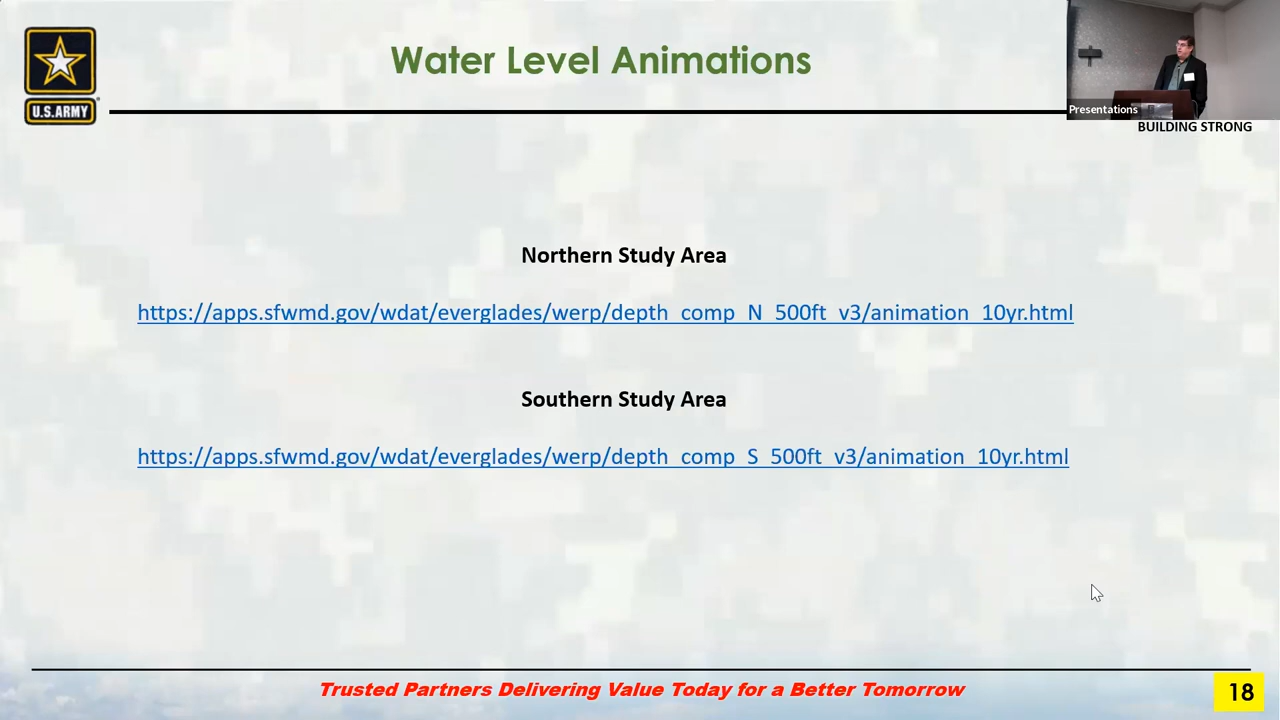 Water Level Animations
U.S.ARMY
Presentations
BUILDING STRONG
Northern Study Area
https://apps.sfwmd.gov/wdat/everglades/werp/depth_comp_N_500ft_v3/animation_10yr.html
Southern Study Area
https://apps.sfwmd.gov/wdat/everglades/werp/depth_comp_S_500ft_v3/animation_10yr.html
Trusted Partners Delivering Value Today for a Better Tomorrow
18